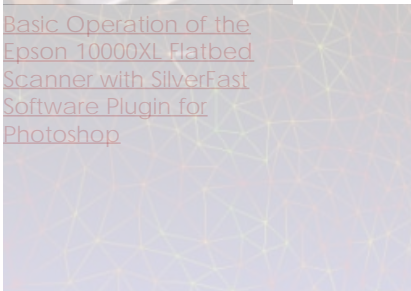 Basic Operation of the
Epson 10000XL Flatbed
Scanner with SilverFast
Software Plugin for
Photoshop